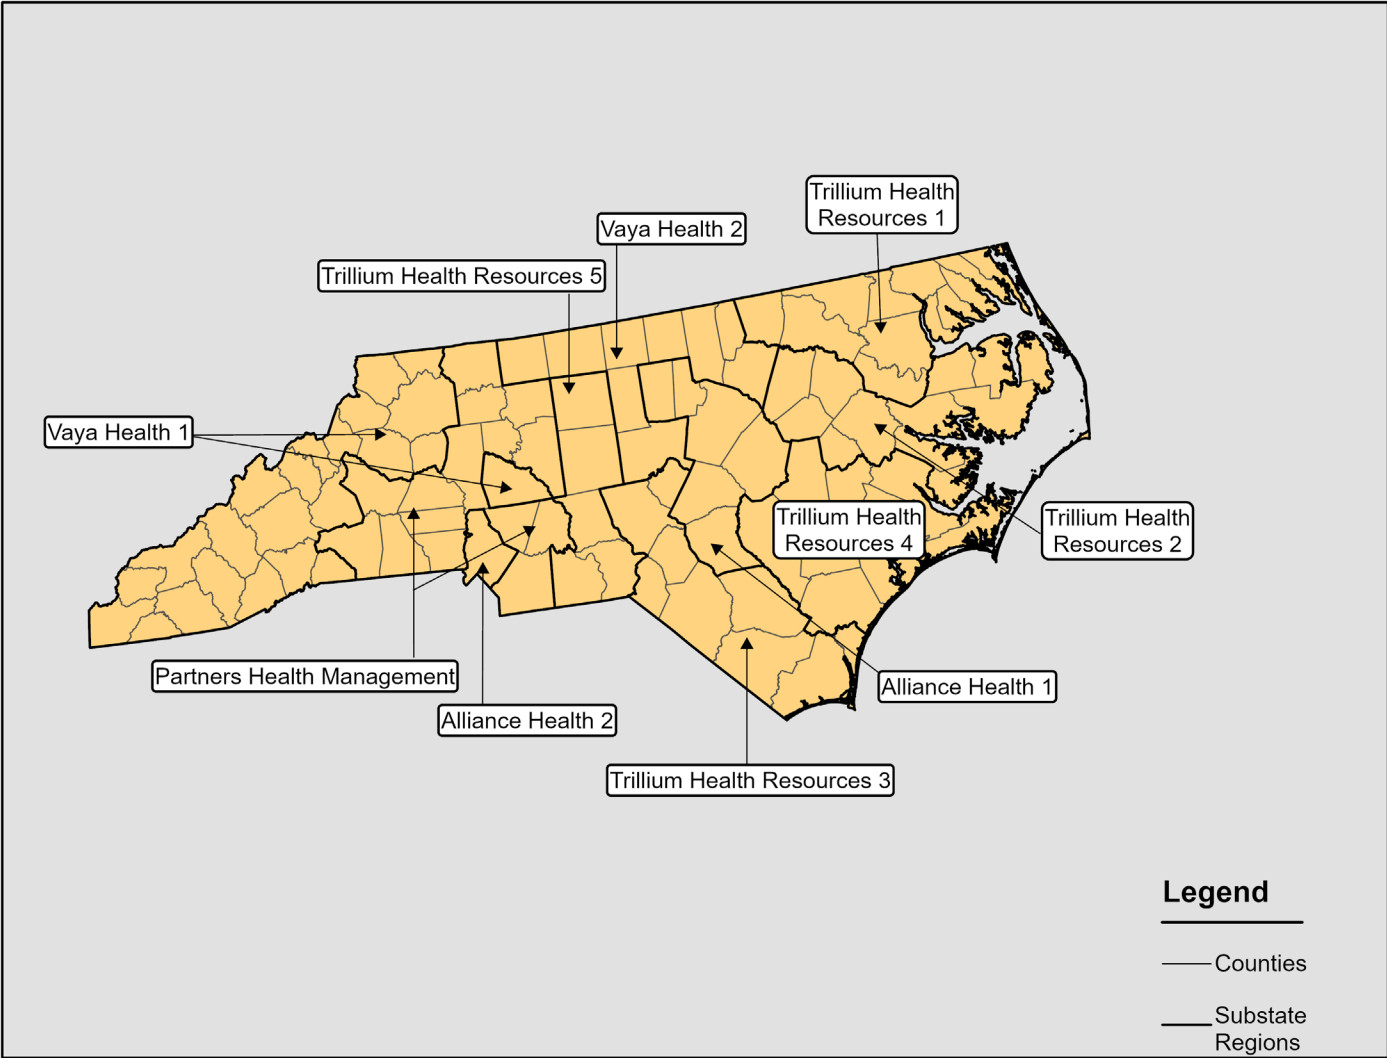 Trillium Health
Resources 1
Vaya Health 2
Trillium Health Resources 5
Vaya Health 1
Trillium Health
Resources 4
Trillium Health
Resources 2
Partners Health Management
Alliance Health 1
Alliance Health 2
Trillium Health Resources 3
Legend
Counties
Substate
Regions